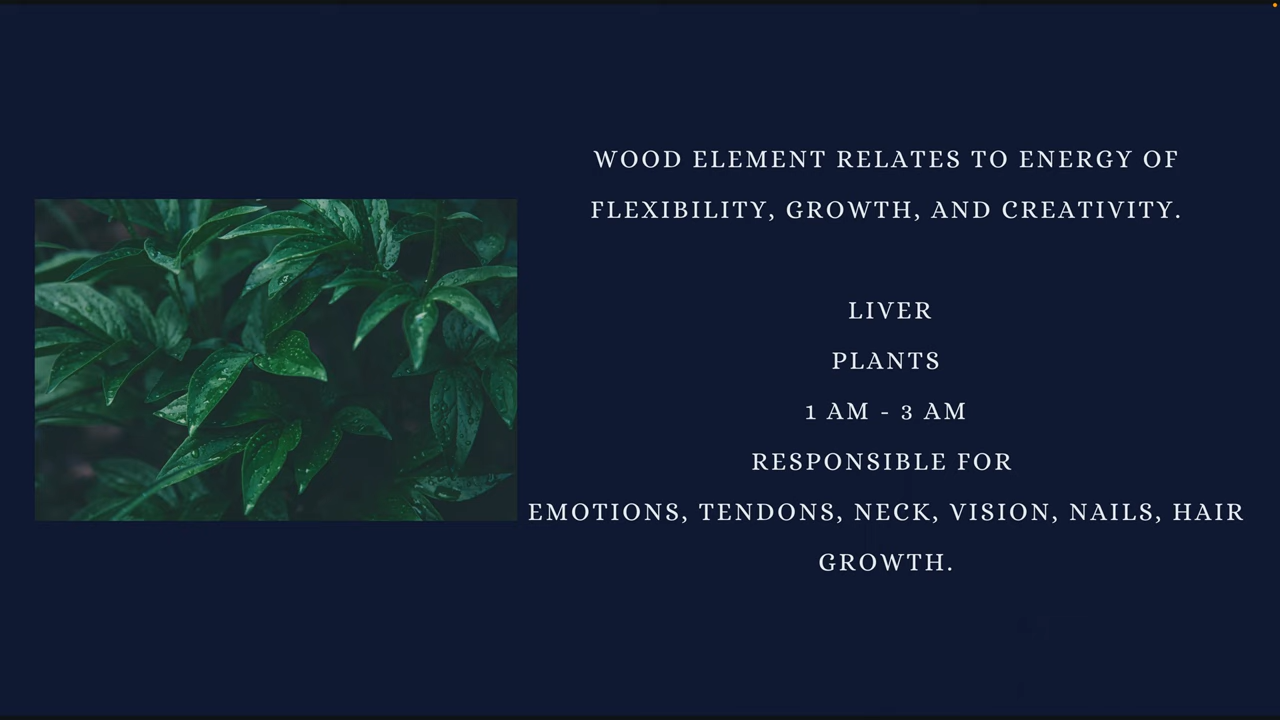 WOOD ELEMENT RELATES TO ENERGY OF
FLEXIBILITY, GROWTH, AND CREATIVITY.
LIVER
PLANTS
1 AM - 3 AM
RESPONSIBLE FOR
EMOTIONS, TENDONS, NECK, VISION, NAILS, HAIR
GROWTH.